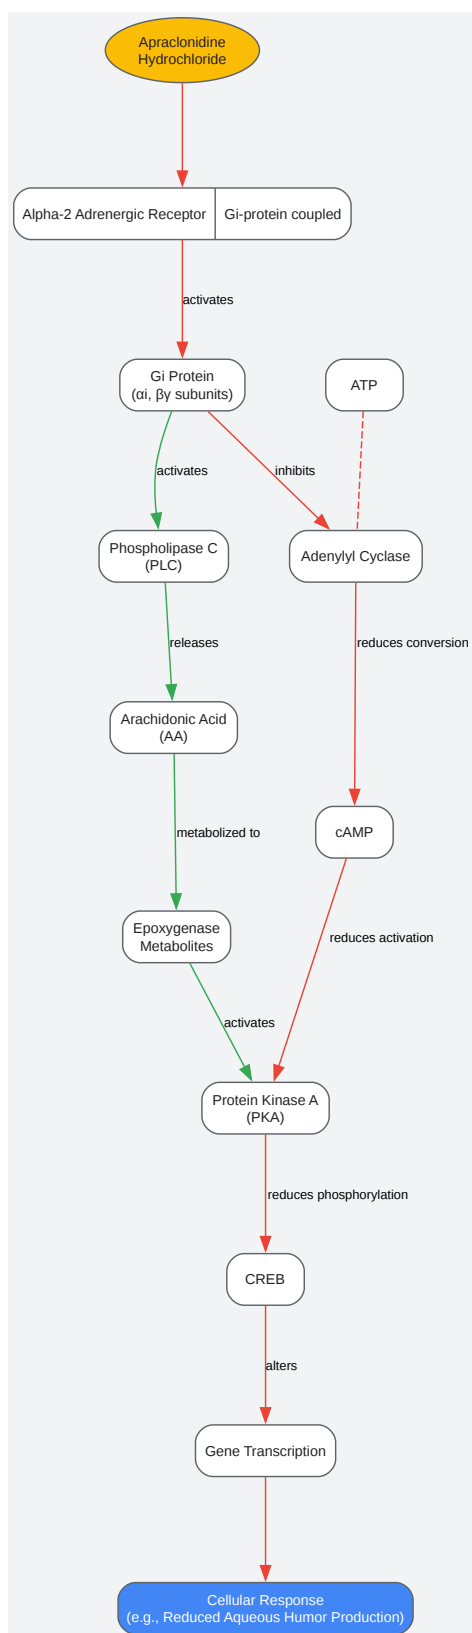 Apraclonidine
Hydrochloride
Alpha-2 Adrenergic Receptor
Gi-protein coupled
activates
Gi Protein
(αi, βγ subunits)
ATP
activates
inhibits
Phospholipase C
(PLC)
Adenylyl Cyclase
releases
reduces conversion
Arachidonic Acid
(AA)
metabolized to
cAMP
Epoxygenase
Metabolites
reduces activation
activates
Protein Kinase A
(PKA)
reduces phosphorylation
CREB
alters
Gene Transcription
Cellular Response
(e.g., Reduced Aqueous Humor Production)